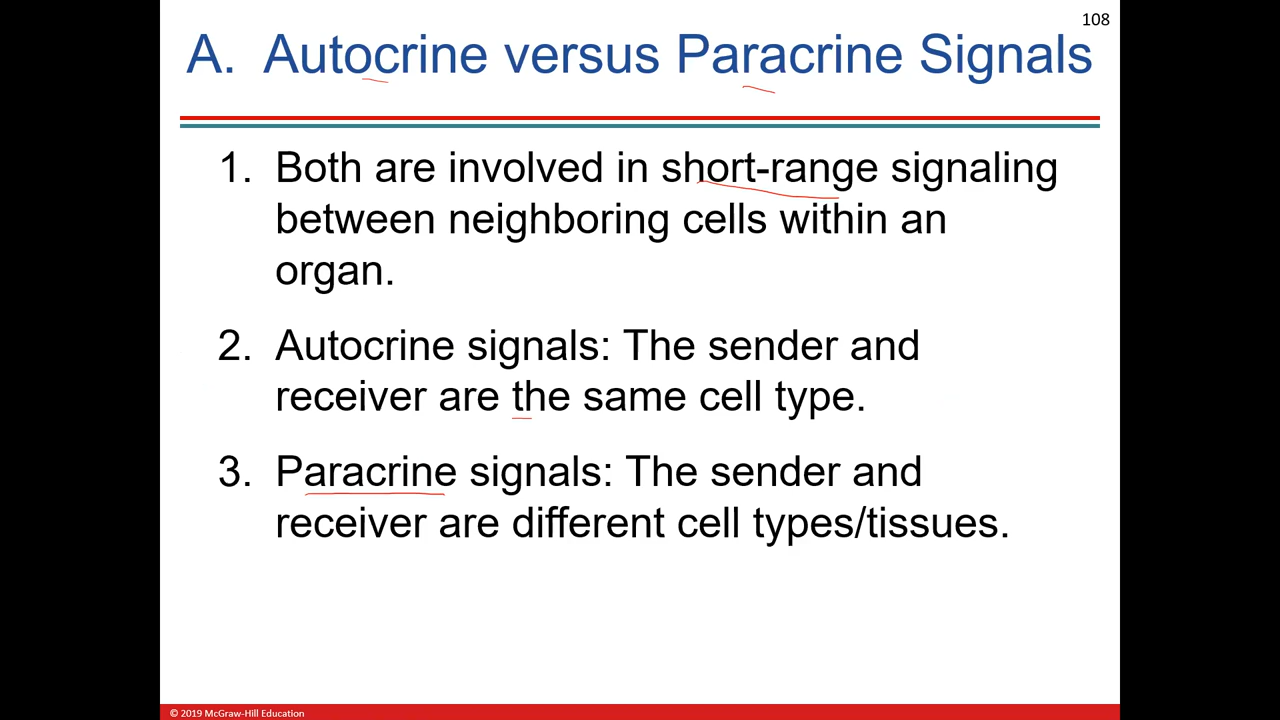 108
A. Autocrine versus Paracrine Signals
1. Both are involved in short-range signaling
between neighboring cells within an
organ.
2. Autocrine signals: The sender and
receiver are the same cell type.
3. Paracrine signals: The sender and
receiver are different cell types/tissues.
© 2019 McGraw-Hill Education